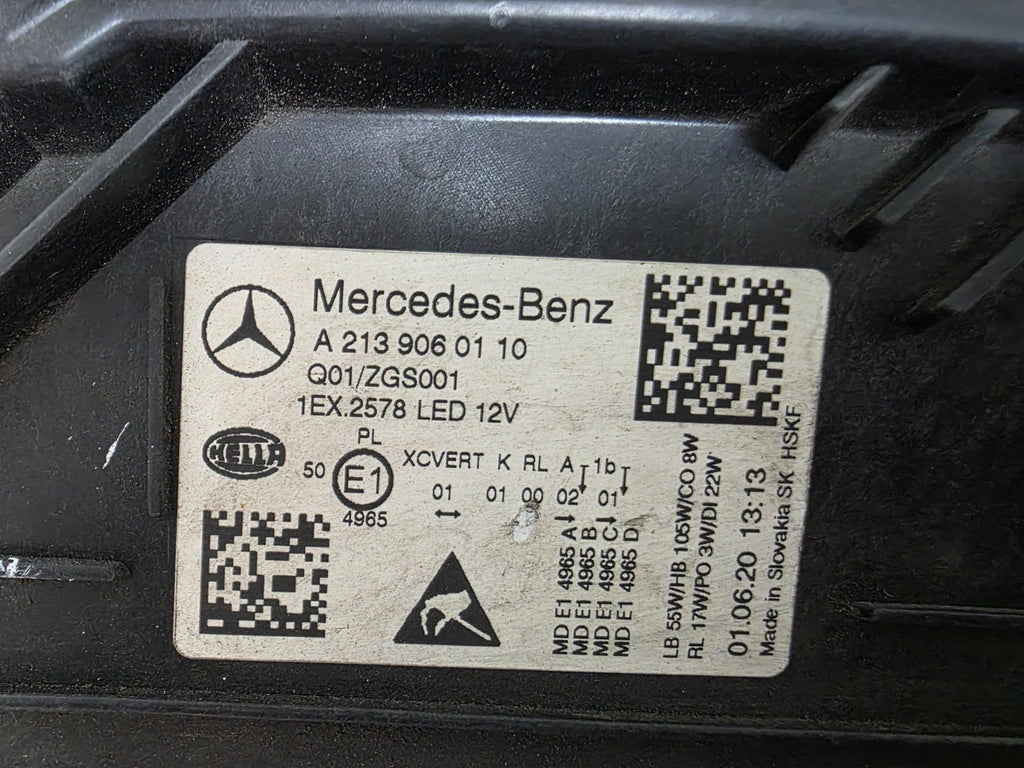 Mercedes-Benz
A 213 906 01 10
Q01/ZGS001
1EX.2578 LED 12V
HELLA
50
PL
E1
4965
XCVERT K RL A 1b
01 01 00 02 01
↔
MD E1 4965 A
MD E1 4965 B
MD E1 4965 C
MD E1 4965 D
LB 55W/HB 105W/CO 8W
RL 17W/PO 3W/DI 22W
01.06.20 13:13
Made in Slovakia SK HSKF